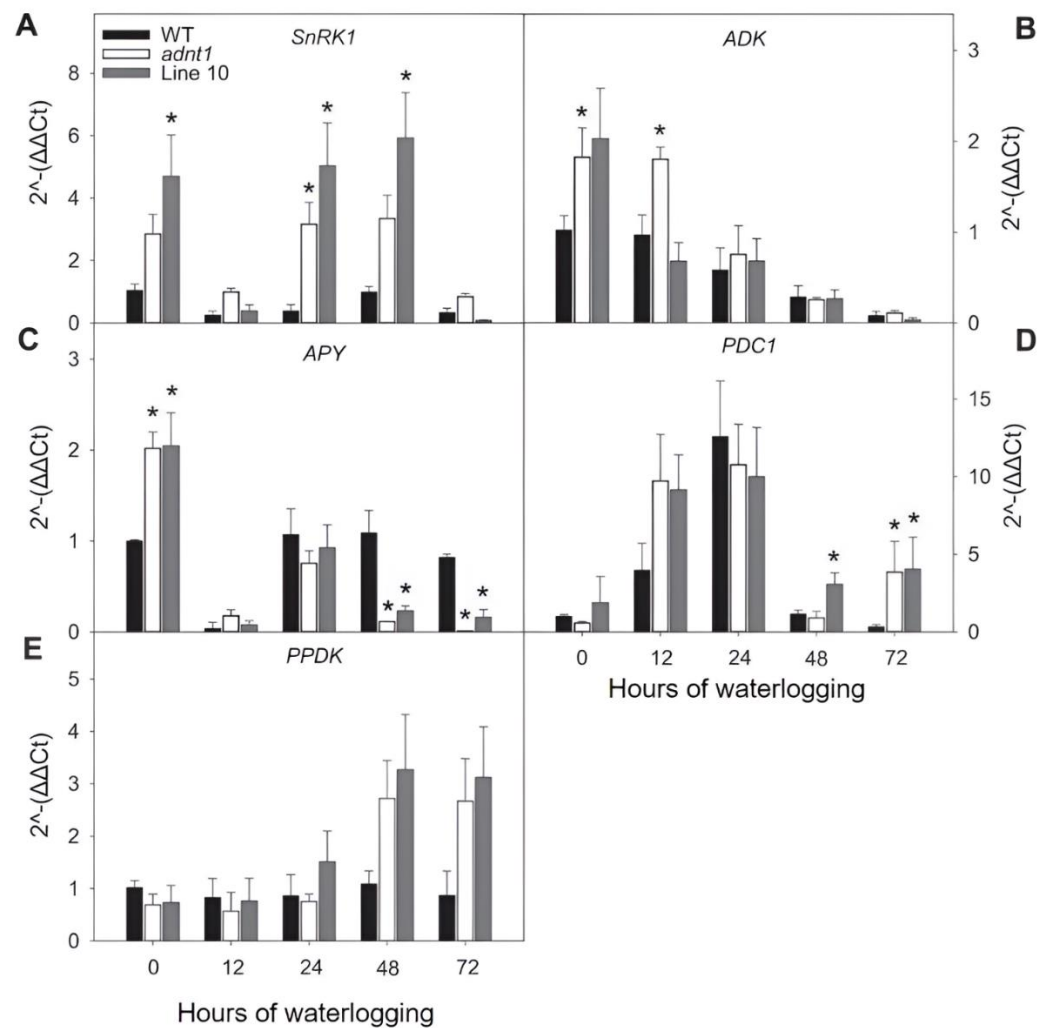 A
WT
adnt1
Line 10
SnRK1
2^-(ΔΔCt)
8
6
4
2
0
* * * *
B
ADK
2^-(ΔΔCt)
3
2
1
0
* *
C
APY
2^-(ΔΔCt)
3
2
1
0
* * * * * *
D
PDC1
2^-(ΔΔCt)
15
10
5
0
* * *
0 12 24 48 72
Hours of waterlogging
E
PPDK
2^-(ΔΔCt)
5
4
3
2
1
0
0 12 24 48 72
Hours of waterlogging